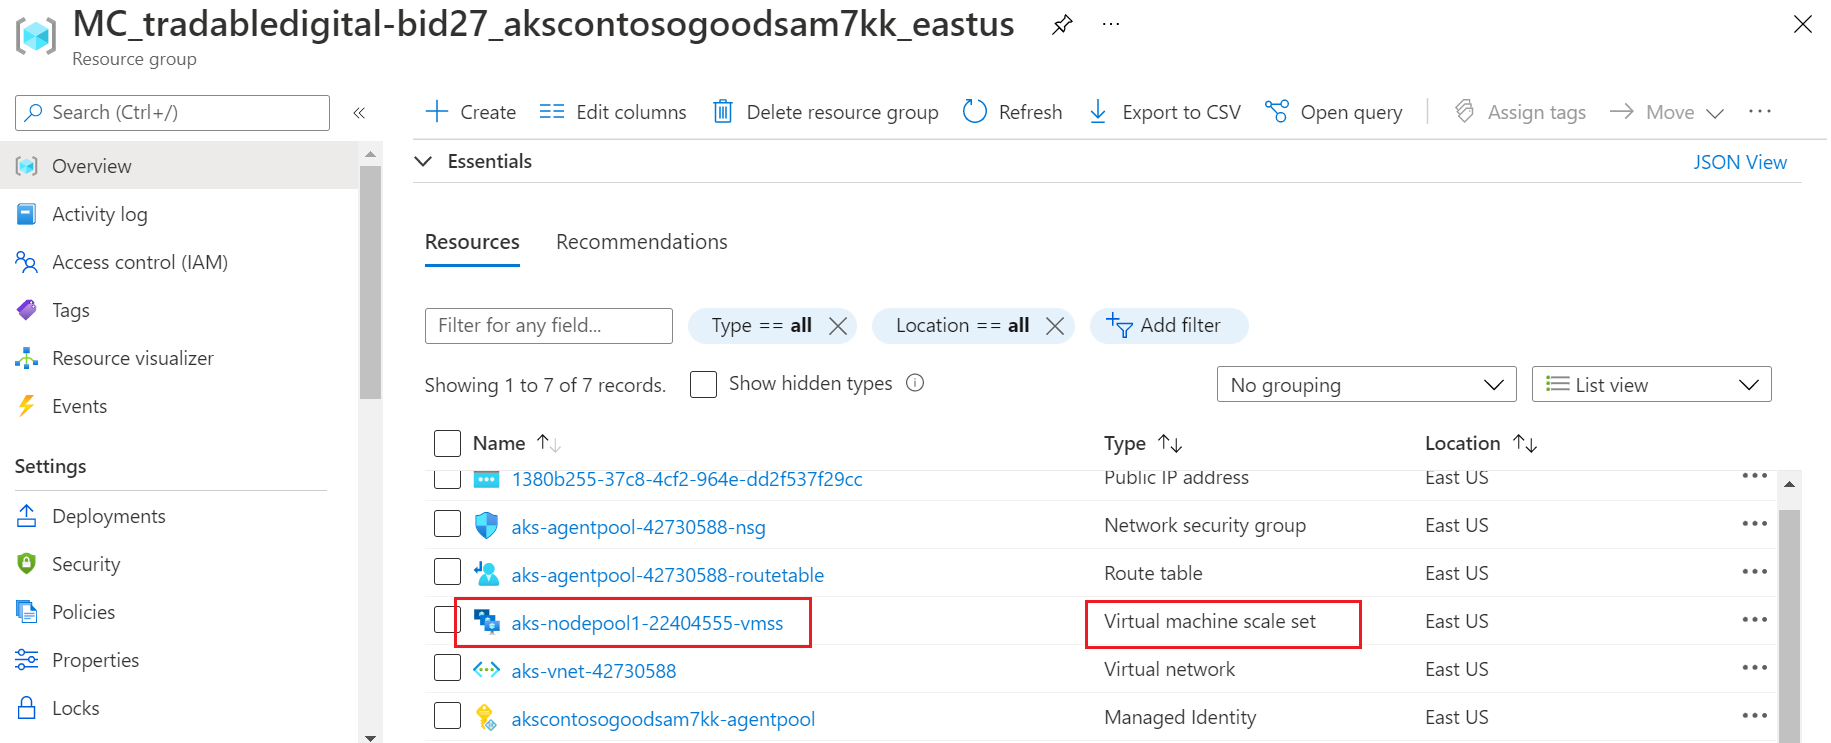 MC_tradabledigital-bid27_akscontosogoodsam7kk_eastus
Resource group
Search (Ctrl+/)
Create
Edit columns
Delete resource group
Refresh
Export to CSV
Open query
Assign tags
Move
Overview
Activity log
Access control (IAM)
Tags
Resource visualizer
Events
Settings
Deployments
Security
Policies
Properties
Locks
Essentials
JSON View
Resources Recommendations
Filter for any field...
Type == all
Location == all
Add filter
Showing 1 to 7 of 7 records.
Show hidden types
No grouping
List view
Name Type Location
1380b255-37c8-4cf2-964e-dd2f537f29cc Public IP address East US
aks-agentpool-42730588-nsg Network security group East US
aks-agentpool-42730588-routetable Route table East US
aks-nodepool1-22404555-vmss Virtual machine scale set East US
aks-vnet-42730588 Virtual network East US
akscontosogoodsam7kk-agentpool Managed Identity East US